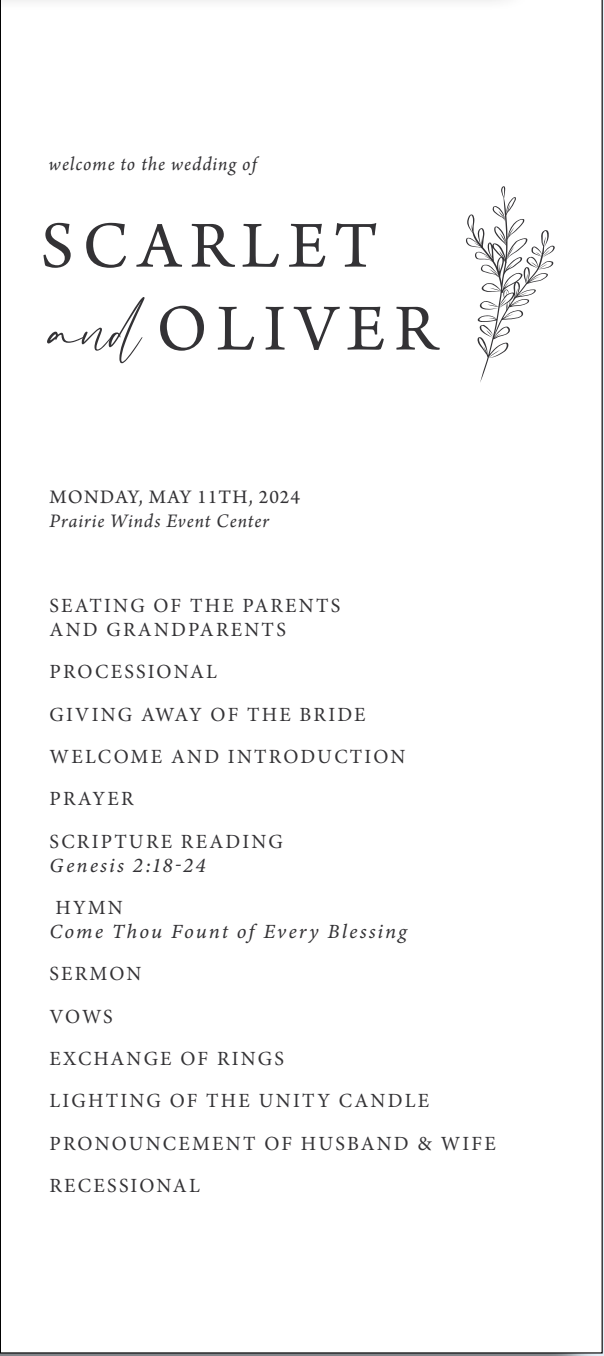 welcome to the wedding of
SCARLET
and OLIVER
MONDAY, MAY 11TH, 2024
Prairie Winds Event Center
SEATING OF THE PARENTS
AND GRANDPARENTS
PROCESSIONAL
GIVING AWAY OF THE BRIDE
WELCOME AND INTRODUCTION
PRAYER
SCRIPTURE READING
Genesis 2:18-24
HYMN
Come Thou Fount of Every Blessing
SERMON
VOWS
EXCHANGE OF RINGS
LIGHTING OF THE UNITY CANDLE
PRONOUNCEMENT OF HUSBAND & WIFE
RECESSIONAL